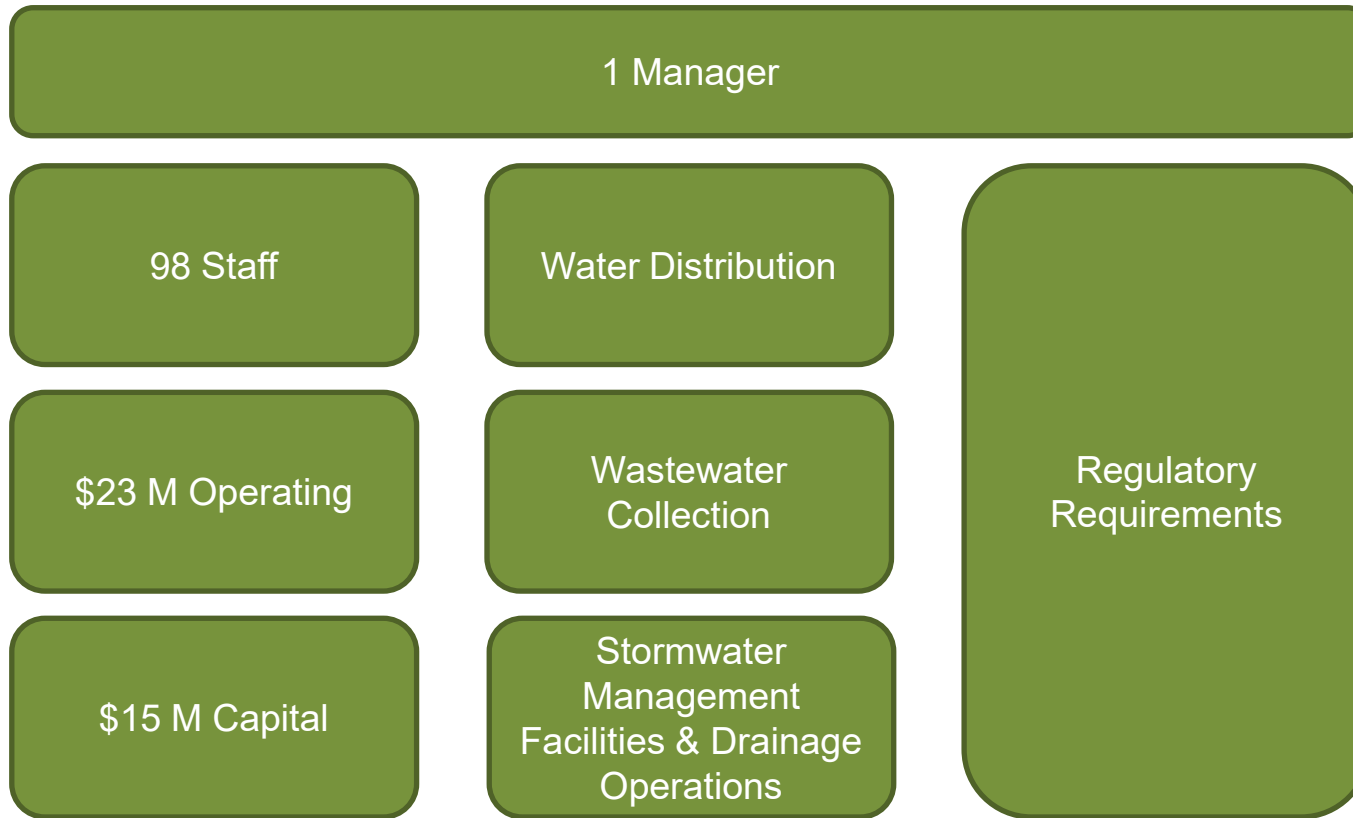 1 Manager
98 Staff
Water Distribution
Regulatory
Requirements
$23 M Operating
Wastewater
Collection
$15 M Capital
Stormwater
Management
Facilities & Drainage
Operations